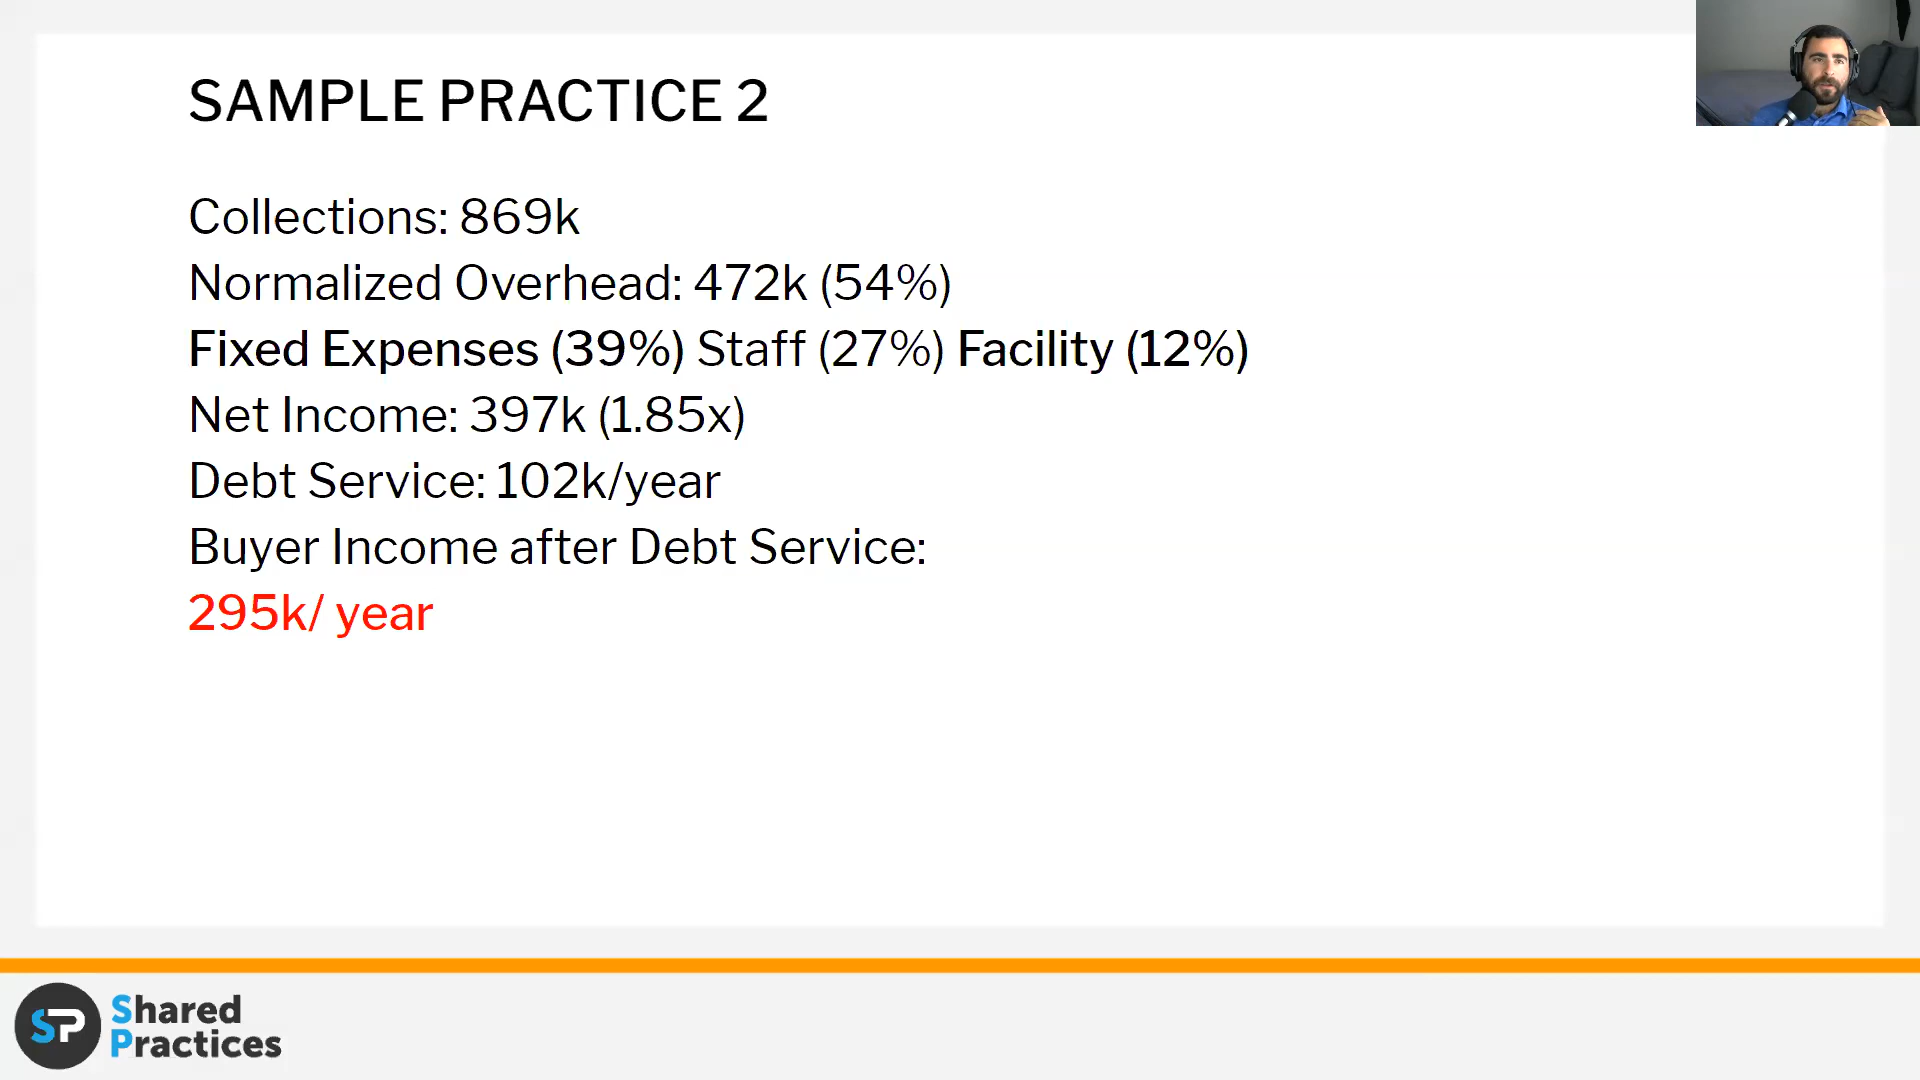 SAMPLE PRACTICE 2
Collections: 869k
Normalized Overhead: 472k (54%)
Fixed Expenses (39%) Staff (27%) Facility (12%)
Net Income: 397k (1.85x)
Debt Service: 102k/year
Buyer Income after Debt Service:
295k/ year
SP
Shared
Practices